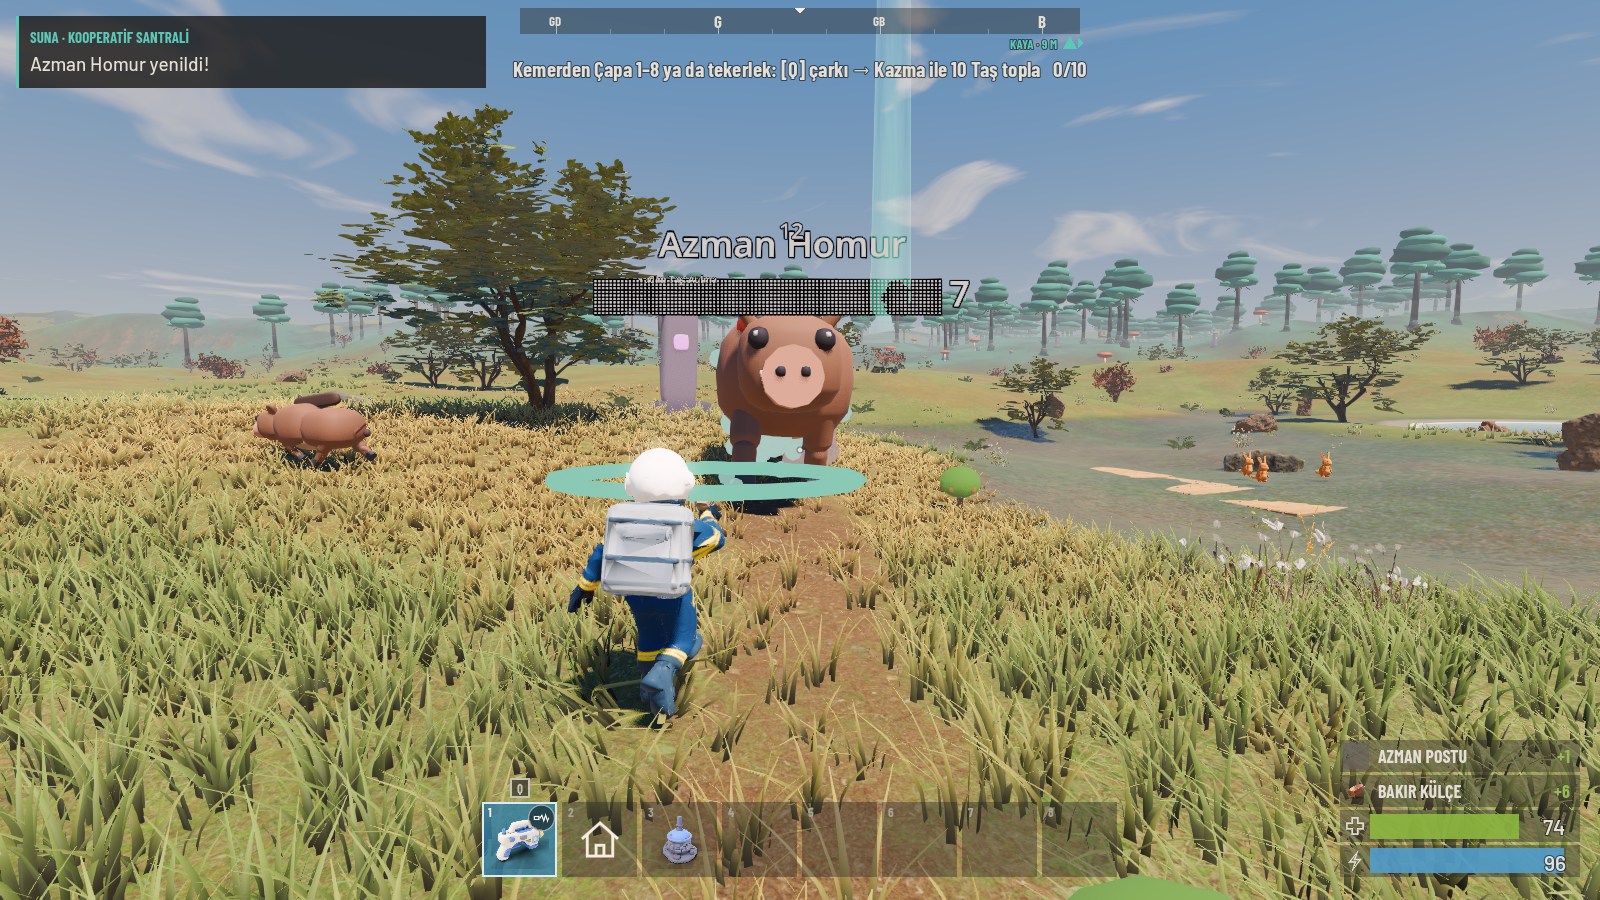 SUNA · KOOPERATİF SANTRALİ
Azman Homur yenildi!
GD G GB B
KAYA · 9 M
Kemerden Çapa 1-8 ya da tekerlek: [Q] çarkı → Kazma ile 10 Taş topla 0/10
12
Azman Homur
7
AZMAN POSTU +1
BAKIR KÜLÇE +6
74
96
Q
1 2 3 4 5 6 7 8